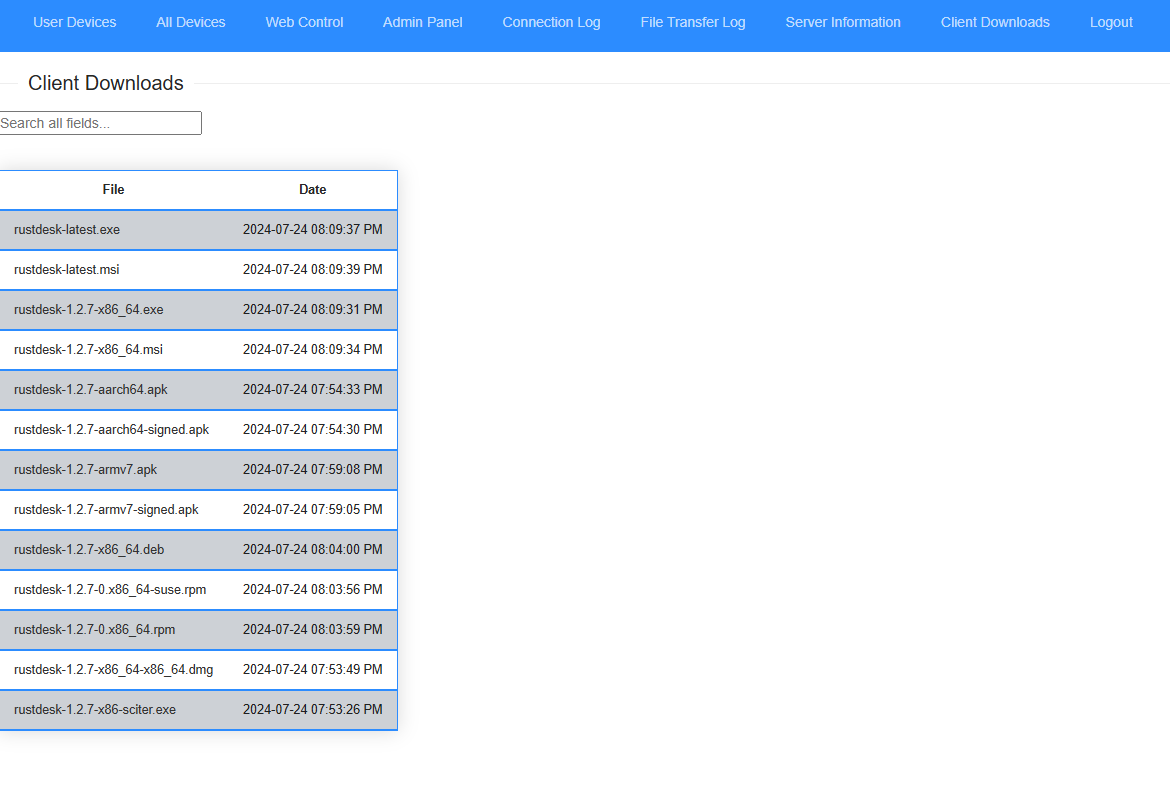 User Devices All Devices Web Control Admin Panel Connection Log File Transfer Log Server Information Client Downloads Logout
Client Downloads
Search all fields...
File Date
rustdesk-latest.exe 2024-07-24 08:09:37 PM
rustdesk-latest.msi 2024-07-24 08:09:39 PM
rustdesk-1.2.7-x86_64.exe 2024-07-24 08:09:31 PM
rustdesk-1.2.7-x86_64.msi 2024-07-24 08:09:34 PM
rustdesk-1.2.7-aarch64.apk 2024-07-24 07:54:33 PM
rustdesk-1.2.7-aarch64-signed.apk 2024-07-24 07:54:30 PM
rustdesk-1.2.7-armv7.apk 2024-07-24 07:59:08 PM
rustdesk-1.2.7-armv7-signed.apk 2024-07-24 07:59:05 PM
rustdesk-1.2.7-x86_64.deb 2024-07-24 08:04:00 PM
rustdesk-1.2.7-0.x86_64-suse.rpm 2024-07-24 08:03:56 PM
rustdesk-1.2.7-0.x86_64.rpm 2024-07-24 08:03:59 PM
rustdesk-1.2.7-x86_64-x86_64.dmg 2024-07-24 07:53:49 PM
rustdesk-1.2.7-x86-sciter.exe 2024-07-24 07:53:26 PM